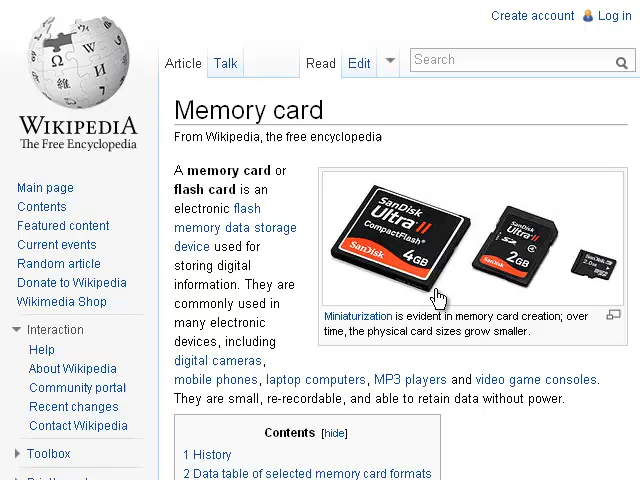 Create account Log in
WIKIPEDIA
The Free Encyclopedia
Article Talk Read Edit Search
Memory card
From Wikipedia, the free encyclopedia
Main page
Contents
Featured content
Current events
Random article
Donate to Wikipedia
Wikimedia Shop
Interaction
Help
About Wikipedia
Community portal
Recent changes
Contact Wikipedia
Toolbox
A memory card or
flash card is an
electronic flash
memory data storage
device used for
storing digital
information. They are
commonly used in
many electronic
devices, including
digital cameras,
mobile phones, laptop computers, MP3 players and video game consoles.
They are small, re-recordable, and able to retain data without power.
SanDisk
Ultra II
CompactFlash
SanDisk
4GB
SanDisk
Ultra II
SanDisk
2GB
SanDisk
2.0GB
Miniaturization is evident in memory card creation; over
time, the physical card sizes grow smaller.
Contents [hide]
1 History
2 Data table of selected memory card formats